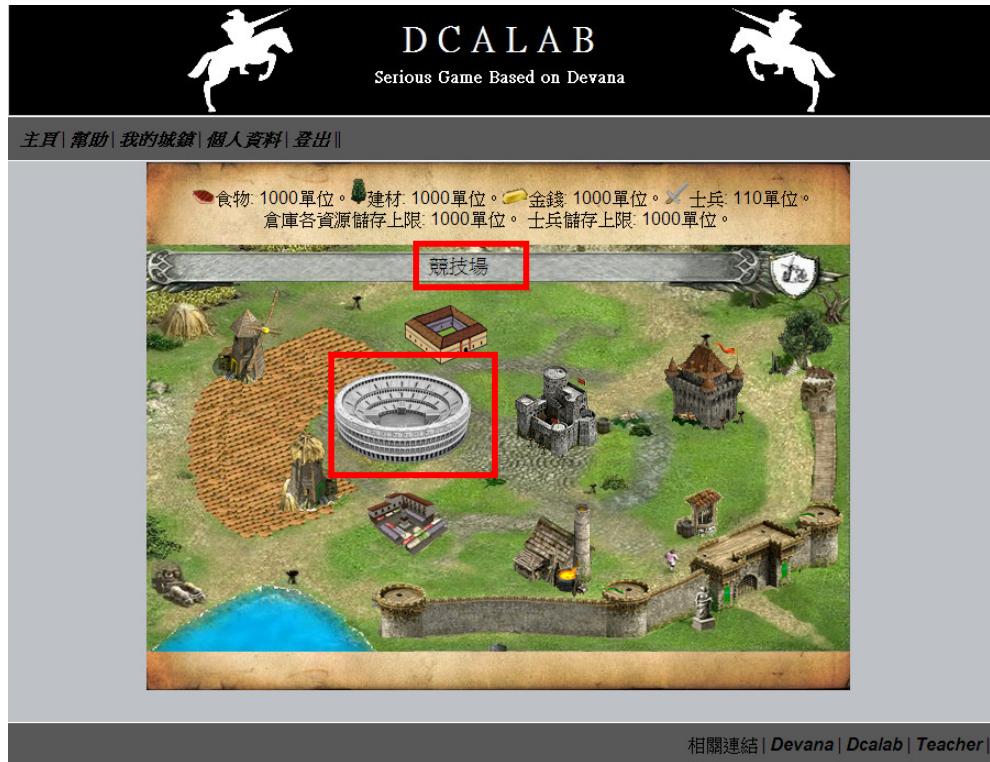 DCALAB
Serious Game Based on Devana
主頁| 幫助| 我的城鎮| 個人資料| 登出||
食物: 1000單位。建材: 1000單位。金錢: 1000單位。士兵: 110單位。
倉庫各資源儲存上限: 1000單位。 士兵儲存上限: 1000單位。
競技場
相關連結| Devana| Dcalab| Teacher|